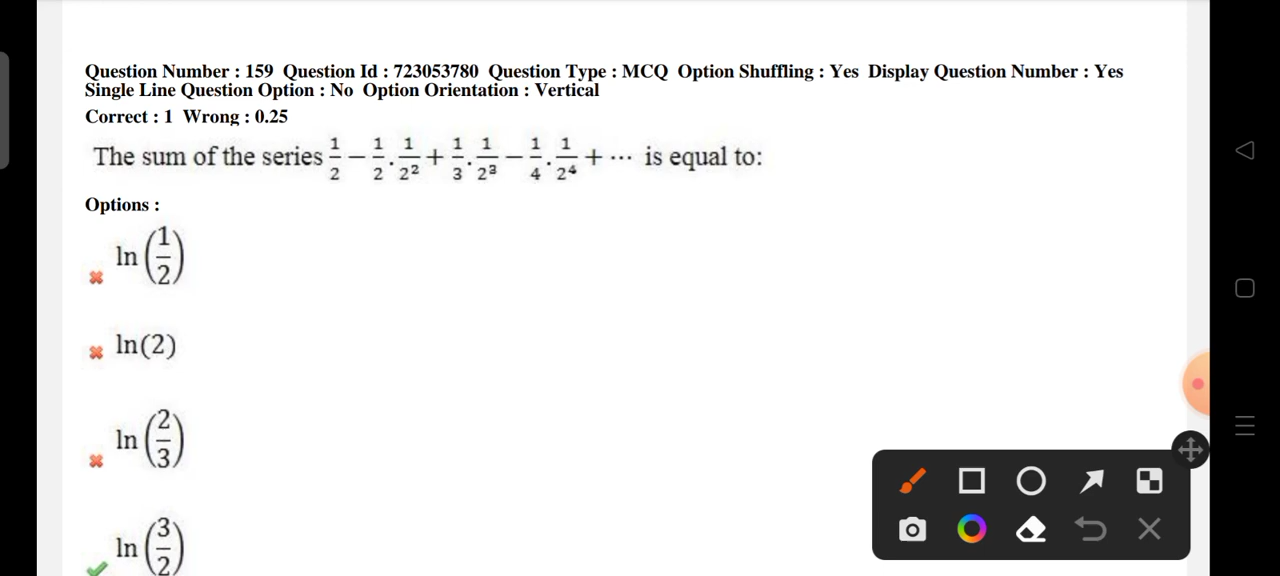 Question Number : 159 Question Id : 723053780 Question Type : MCQ Option Shuffling : Yes Display Question Number : Yes
Single Line Question Option : No Option Orientation : Vertical
Correct : 1 Wrong : 0.25
The sum of the series 1/2 − 1/2 . 1/2² + 1/3 . 1/2³ − 1/4 . 1/2⁴ + ⋯ is equal to:
Options :
ln(1/2)
ln(2)
ln(2/3)
ln(3/2)